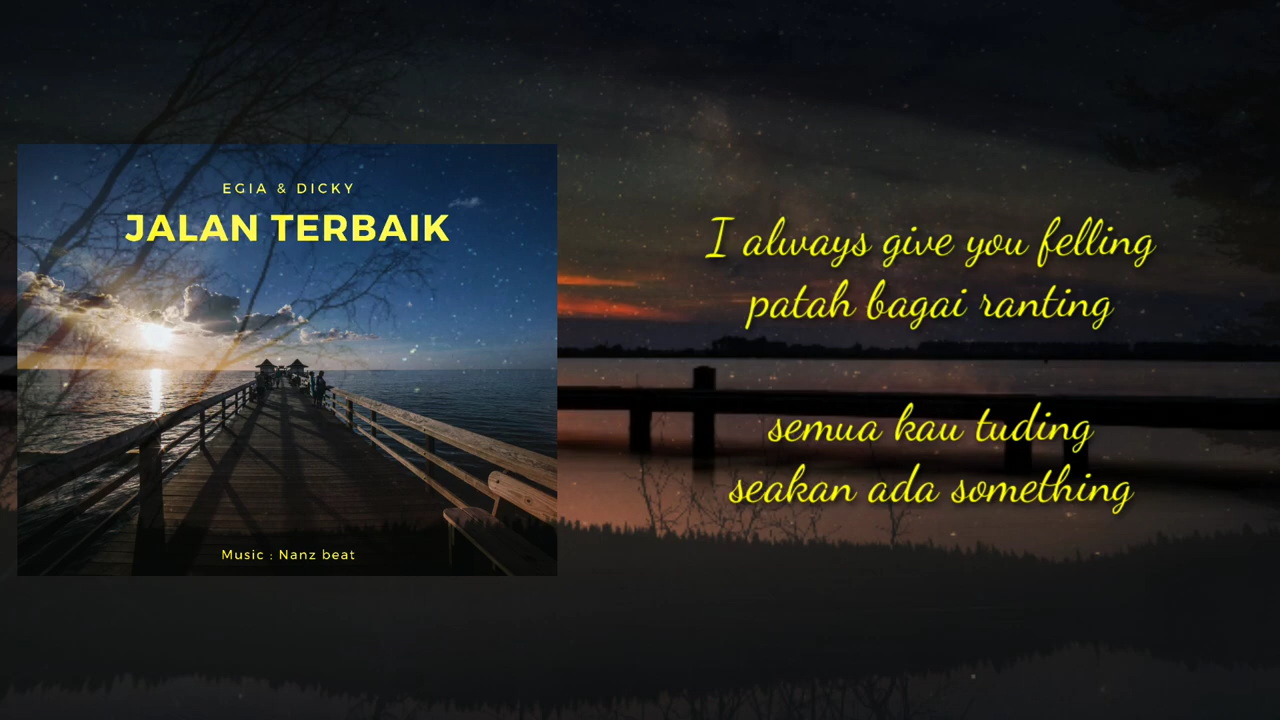 EGIA & DICKY
JALAN TERBAIK
Music : Nanz beat
I always give you felling
patah bagai ranting
semua kau tuding
seakan ada something